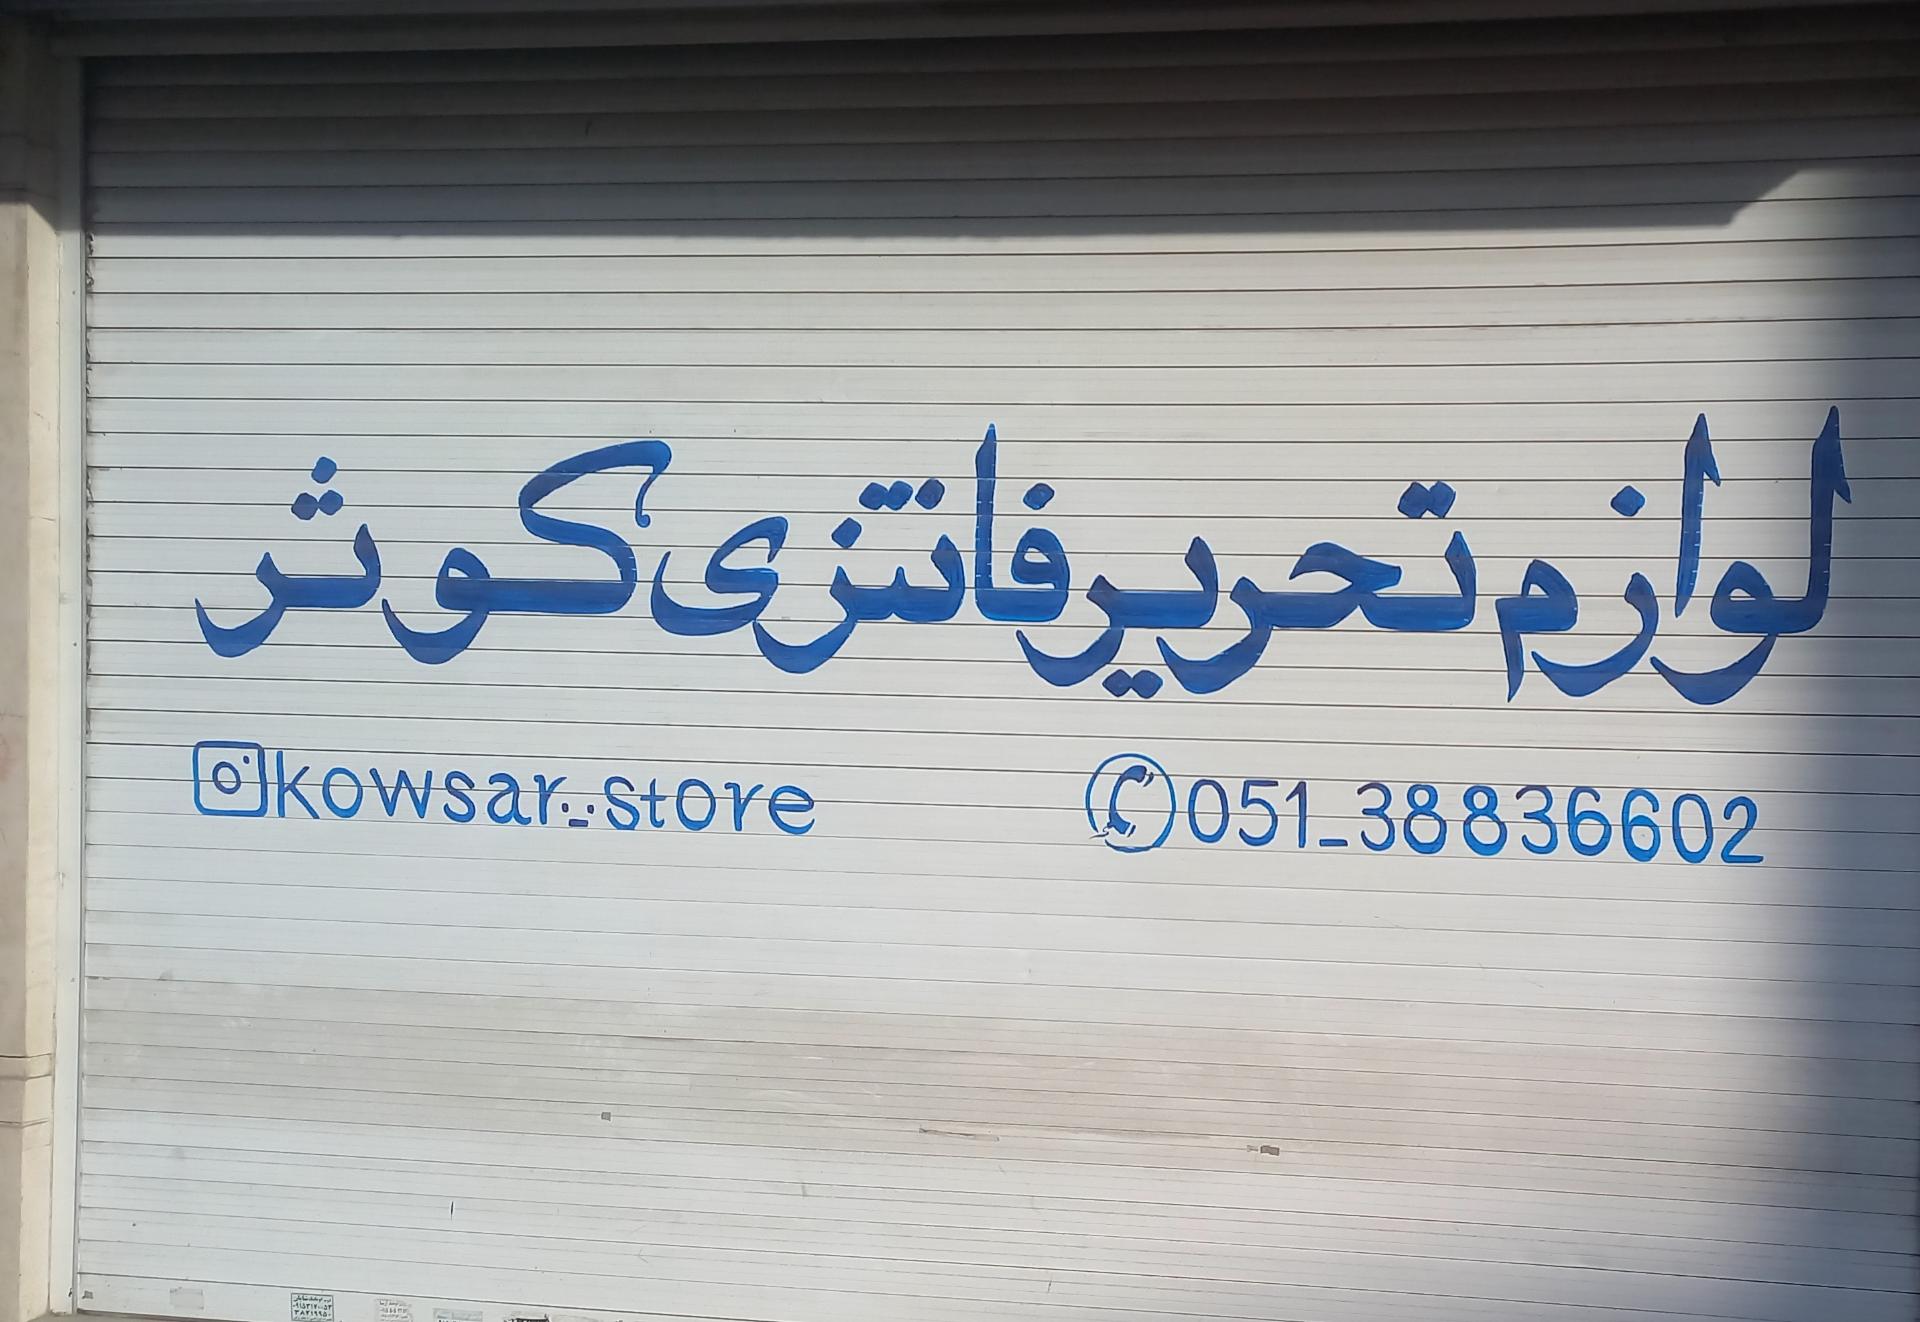 لوازم تحریر فانتزی کوثر
kowsar_store
051_38836602